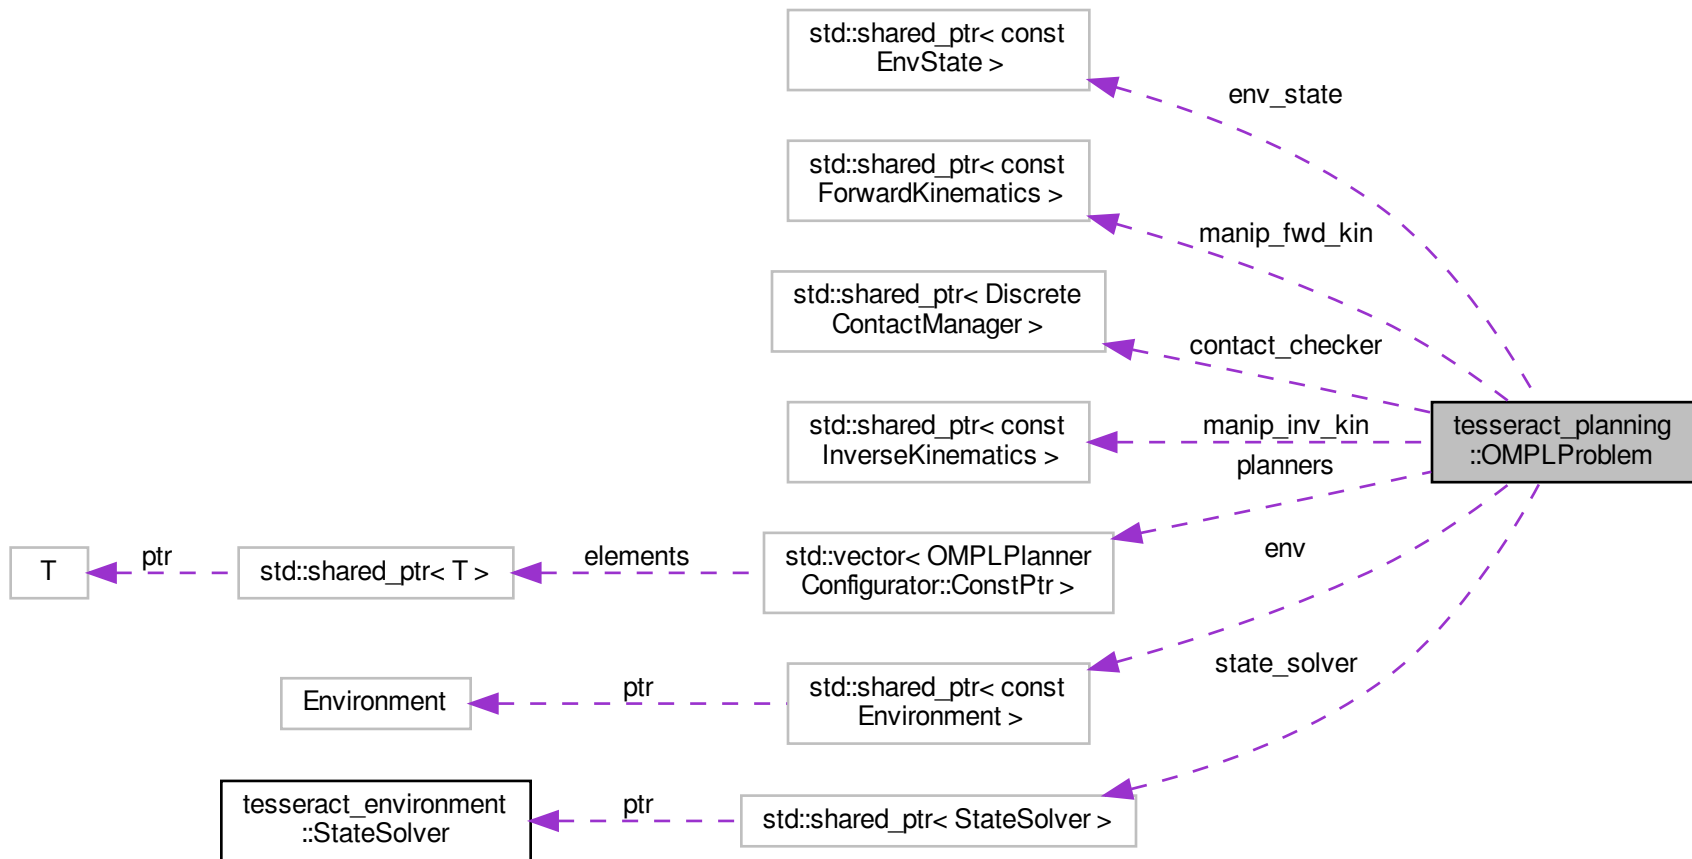 std::shared_ptr< const
EnvState >
env_state
std::shared_ptr< const
ForwardKinematics >
manip_fwd_kin
std::shared_ptr< Discrete
ContactManager >
contact_checker
std::shared_ptr< const
InverseKinematics >
manip_inv_kin
tesseract_planning
::OMPLProblem
planners
T
ptr
std::shared_ptr< T >
elements
std::vector< OMPLPlanner
Configurator::ConstPtr >
env
Environment
ptr
std::shared_ptr< const
Environment >
state_solver
tesseract_environment
::StateSolver
ptr
std::shared_ptr< StateSolver >